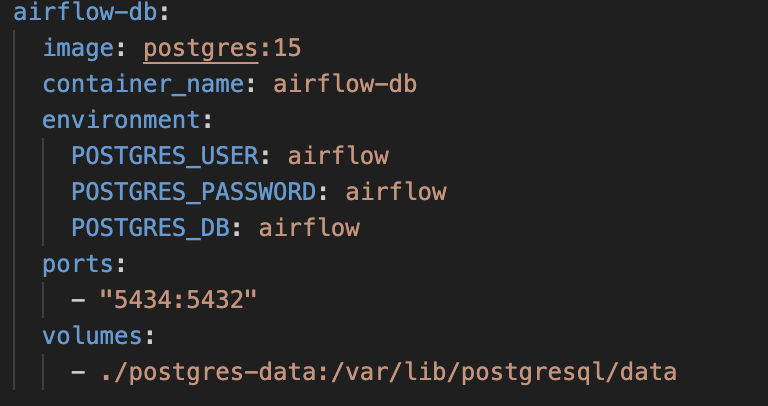 airflow-db:
image: postgres:15
container_name: airflow-db
environment:
POSTGRES_USER: airflow
POSTGRES_PASSWORD: airflow
POSTGRES_DB: airflow
ports:
- "5434:5432"
volumes:
- ./postgres-data:/var/lib/postgresql/data